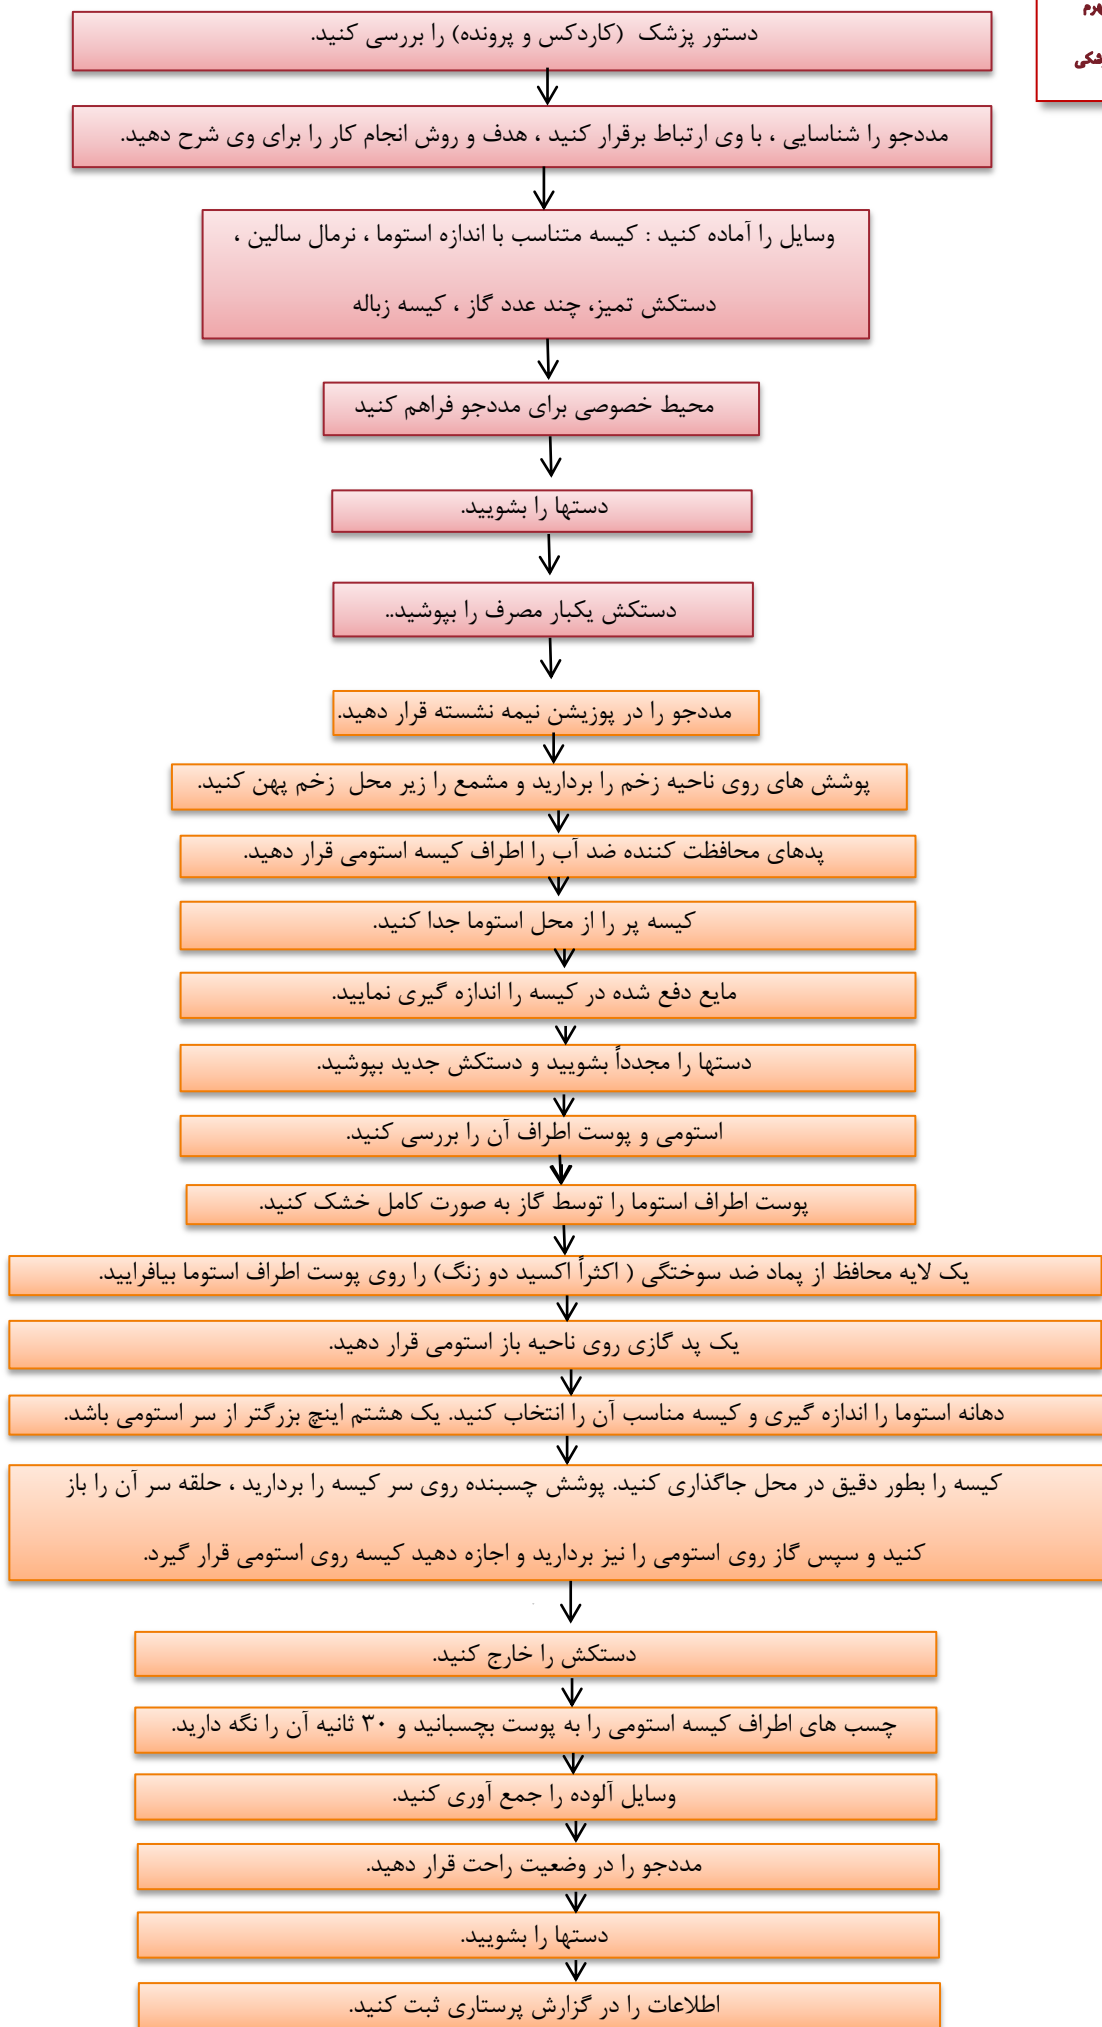 دستور پزشک (کاردکس و پرونده) را بررسی کنید.
مددجو را شناسایی ، با وی ارتباط برقرار کنید ، هدف و روش انجام کار را برای وی شرح دهید.
وسایل را آماده کنید : کیسه متناسب با اندازه استوما ، نرمال سالین ،
دستکش تمیز، چند عدد گاز ، کیسه زباله
محیط خصوصی برای مددجو فراهم کنید
دستها را بشویید.
دستکش یکبار مصرف را بپوشید..
مددجو را در پوزیشن نیمه نشسته قرار دهید.
پوشش های روی ناحیه زخم را بردارید و مشمع را زیر محل زخم پهن کنید.
پدهای محافظت کننده ضد آب را اطراف کیسه استومی قرار دهید.
کیسه پر را از محل استوما جدا کنید.
مایع دفع شده در کیسه را اندازه گیری نمایید.
دستها را مجدداً بشویید و دستکش جدید بپوشید.
استومی و پوست اطراف آن را بررسی کنید.
پوست اطراف استوما را توسط گاز به صورت کامل خشک کنید.
یک لایه محافظ از پماد ضد سوختگی ( اکثراً اکسید دو زنگ) را روی پوست اطراف استوما بیافرایید.
یک پد گازی روی ناحیه باز استومی قرار دهید.
دهانه استوما را اندازه گیری و کیسه مناسب آن را انتخاب کنید. یک هشتم اینچ بزرگتر از سر استومی باشد.
کیسه را بطور دقیق در محل جاگذاری کنید. پوشش چسبنده روی سر کیسه را بردارید ، حلقه سر آن را باز
کنید و سپس گاز روی استومی را نیز بردارید و اجازه دهید کیسه روی استومی قرار گیرد.
دستکش را خارج کنید.
چسب های اطراف کیسه استومی را به پوست بچسبانید و ۳۰ ثانیه آن را نگه دارید.
وسایل آلوده را جمع آوری کنید.
مددجو را در وضعیت راحت قرار دهید.
دستها را بشویید.
اطلاعات را در گزارش پرستاری ثبت کنید.